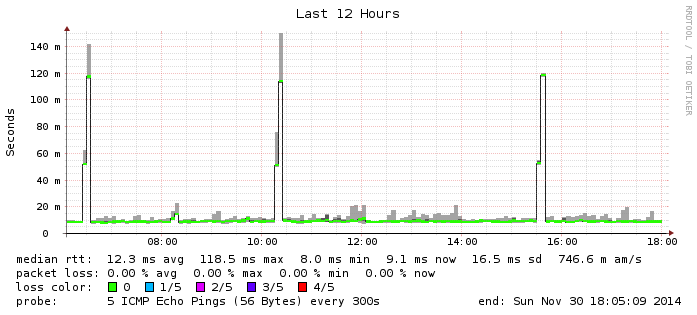 Last 12 Hours
RRDTOOL / TOBI OETIKER
Seconds
140 m
120 m
100 m
80 m
60 m
40 m
20 m
0
08:00 10:00 12:00 14:00 16:00 18:00
median rtt: 12.3 ms avg 118.5 ms max 8.0 ms min 9.1 ms now 16.5 ms sd 746.6 m am/s
packet loss: 0.00 % avg 0.00 % max 0.00 % min 0.00 % now
loss color: 0 1/5 2/5 3/5 4/5
probe: 5 ICMP Echo Pings (56 Bytes) every 300s end: Sun Nov 30 18:05:09 2014